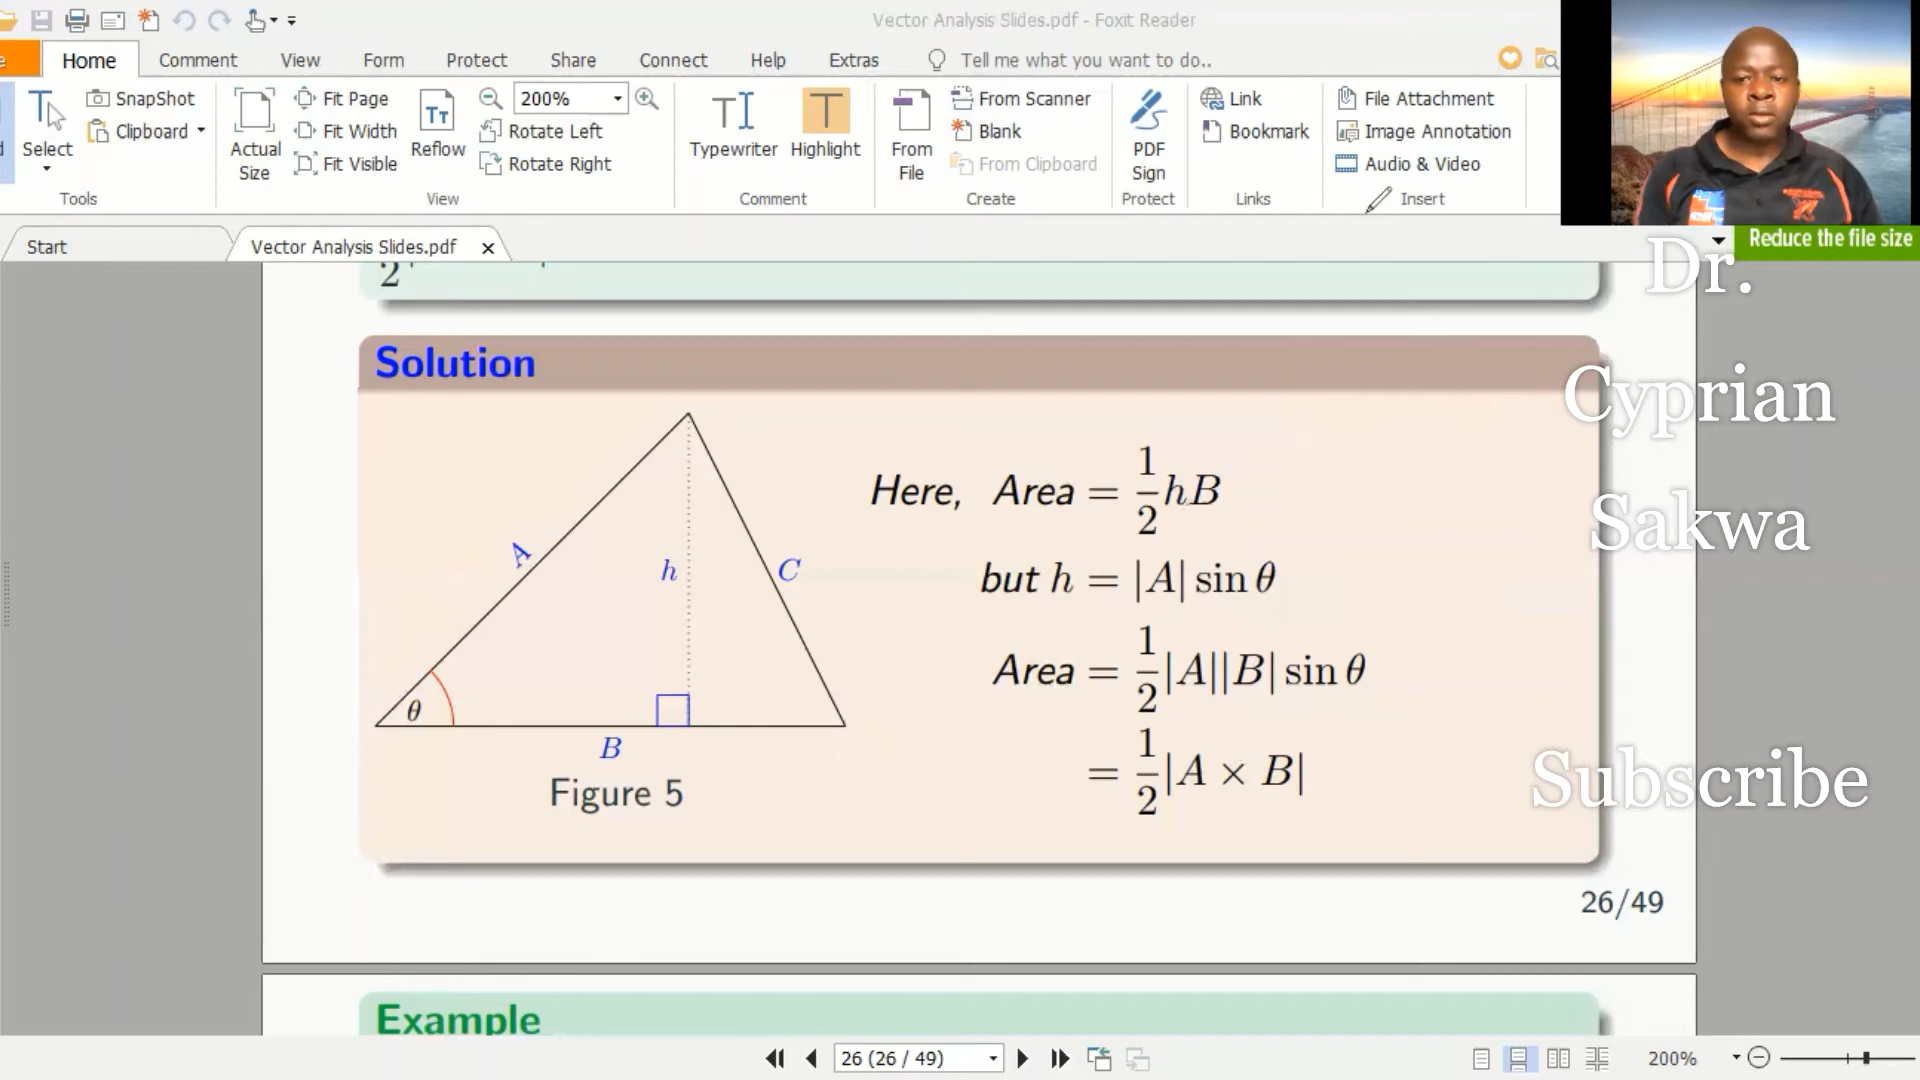 Vector Analysis Slides.pdf - Foxit Reader
Home Comment View Form Protect Share Connect Help Extras Tell me what you want to do..
Select
SnapShot
Clipboard
Tools
Actual Size
Fit Page
Fit Width
Fit Visible
Reflow
200%
Rotate Left
Rotate Right
View
Typewriter
Highlight
Comment
From File
From Scanner
Blank
From Clipboard
Create
PDF Sign
Protect
Link
Bookmark
Links
File Attachment
Image Annotation
Audio & Video
Insert
Start
Vector Analysis Slides.pdf
Reduce the file size
Dr.
Cyprian
Sakwa
Subscribe
2
Solution
A
h
C
θ
B
Figure 5
Here, Area = 1/2 hB
but h = |A| sin θ
Area = 1/2 |A||B| sin θ
= 1/2 |A × B|
26/49
Example
26 (26 / 49)
200%